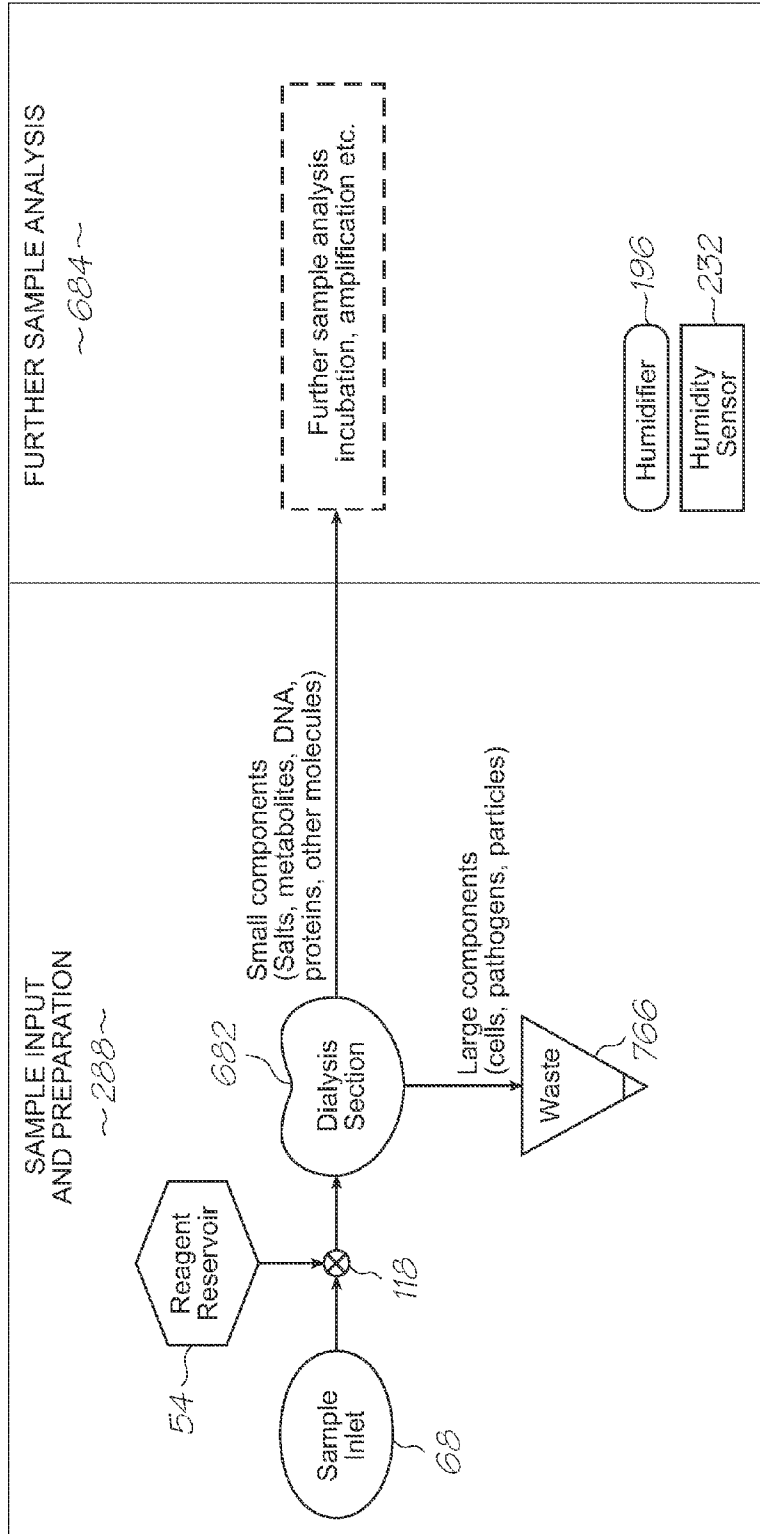 SAMPLE INPUT
AND PREPARATION
~288~
FURTHER SAMPLE ANALYSIS
~684~
Reagent
Reservoir
54
Sample
Inlet
68
118
Dialysis
Section
682
Small components
(Salts, metabolites, DNA,
proteins, other molecules)
Large components
(cells, pathogens, particles)
Waste
766
Further sample analysis
incubation, amplification etc.
Humidifier
196
Humidity
Sensor
232